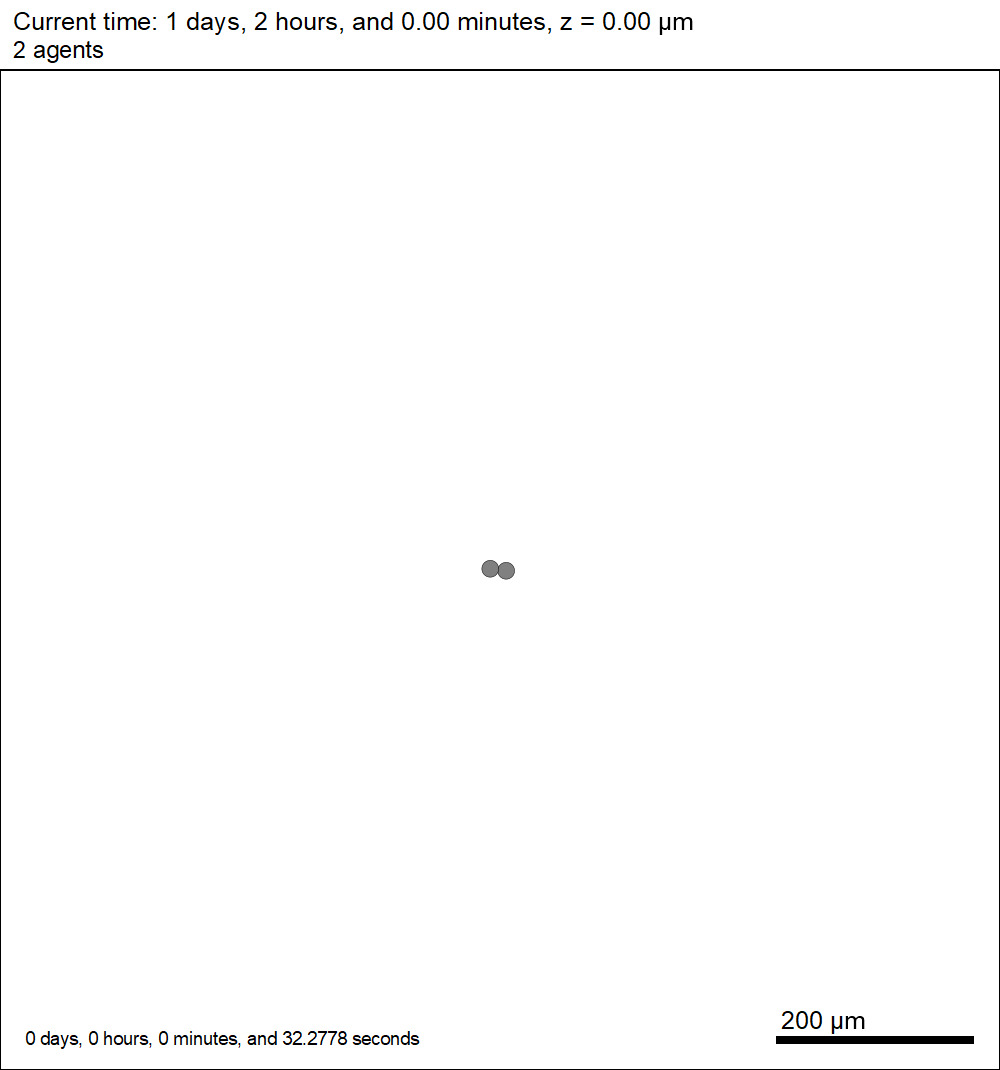 Current time: 1 days, 2 hours, and 0.00 minutes, z = 0.00 μm
2 agents
200 μm
0 days, 0 hours, 0 minutes, and 32.2778 seconds